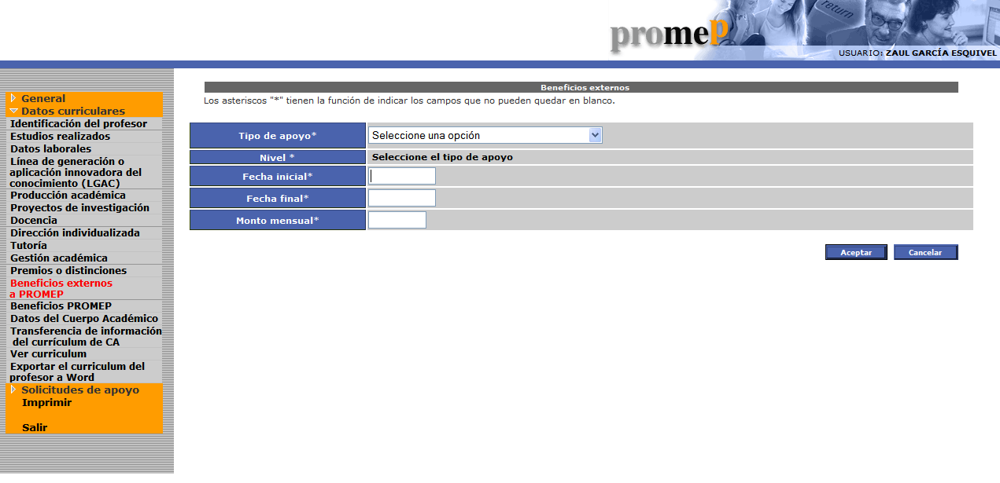 return
promep
USUARIO: ZAUL GARCÍA ESQUIVEL
General
Datos curriculares
Identificación del profesor
Estudios realizados
Datos laborales
Línea de generación o
aplicación innovadora del
conocimiento (LGAC)
Producción académica
Proyectos de investigación
Docencia
Dirección individualizada
Tutoría
Gestión académica
Premios o distinciones
Beneficios externos
a PROMEP
Beneficios PROMEP
Datos del Cuerpo Académico
Transferencia de información
del currículum de CA
Ver curriculum
Exportar el curriculum del
profesor a Word
Solicitudes de apoyo
Imprimir
Salir
Beneficios externos
Los asteriscos "*" tienen la función de indicar los campos que no pueden quedar en blanco.
Tipo de apoyo* Seleccione una opción
Nivel * Seleccione el tipo de apoyo
Fecha inicial*
Fecha final*
Monto mensual*
Aceptar Cancelar